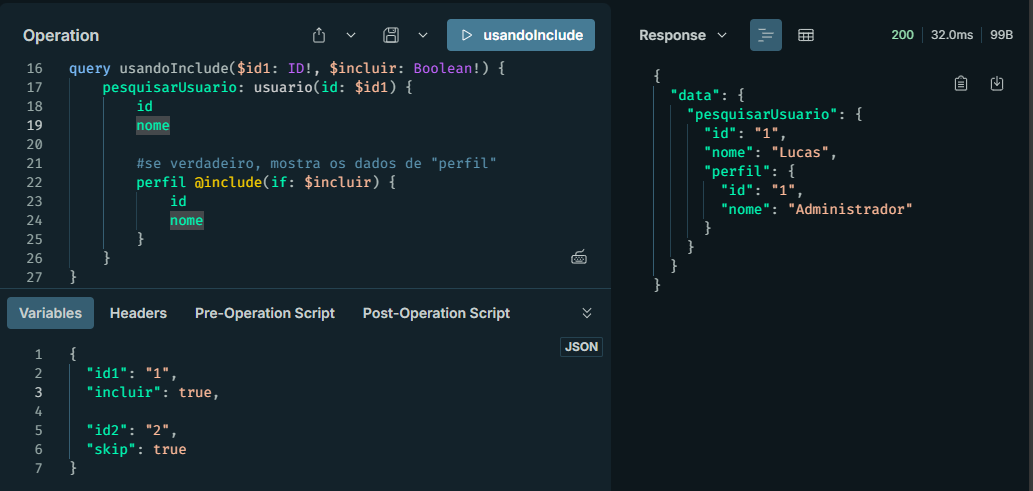 Operation
usandoInclude
16 query usandoInclude($id1: ID!, $incluir: Boolean!) {
17 pesquisarUsuario: usuario(id: $id1) {
18 id
19 nome
20
21 #se verdadeiro, mostra os dados de "perfil"
22 perfil @include(if: $incluir) {
23 id
24 nome
25 }
26 }
27 }
Variables Headers Pre-Operation Script Post-Operation Script
JSON
1 {
2 "id1": "1",
3 "incluir": true,
4
5 "id2": "2",
6 "skip": true
7 }
Response 200 32.0ms 99B
{
"data": {
"pesquisarUsuario": {
"id": "1",
"nome": "Lucas",
"perfil": {
"id": "1",
"nome": "Administrador"
}
}
}
}